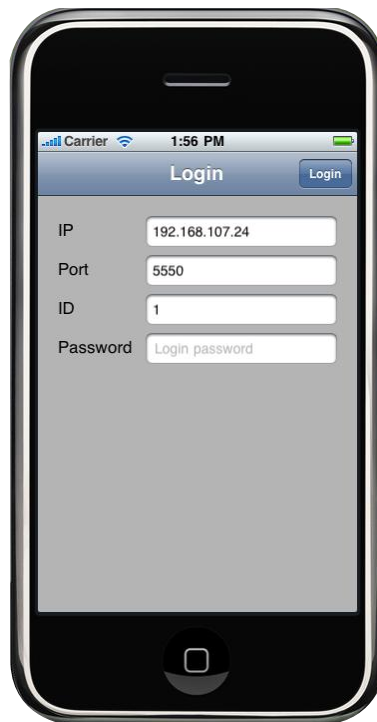 Carrier 1:56 PM
Login Login
IP 192.168.107.24
Port 5550
ID 1
Password Login password